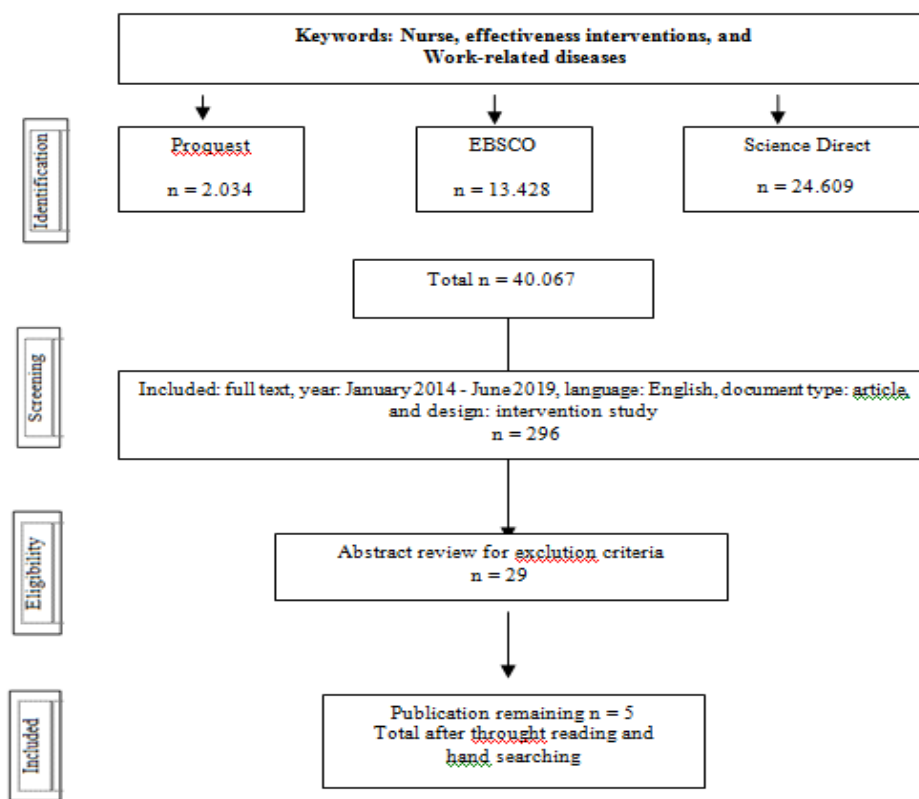 Keywords: Nurse, effectiveness interventions, and
Work-related diseases
Identification
Proquest
n = 2.034
EBSCO
n = 13.428
Science Direct
n = 24.609
Total n = 40.067
Screening
Included: full text, year: January 2014 - June 2019, language: English, document type: article,
and design: intervention study
n = 296
Eligibility
Abstract review for exclution criteria
n = 29
Included
Publication remaining n = 5
Total after throught reading and
hand searching